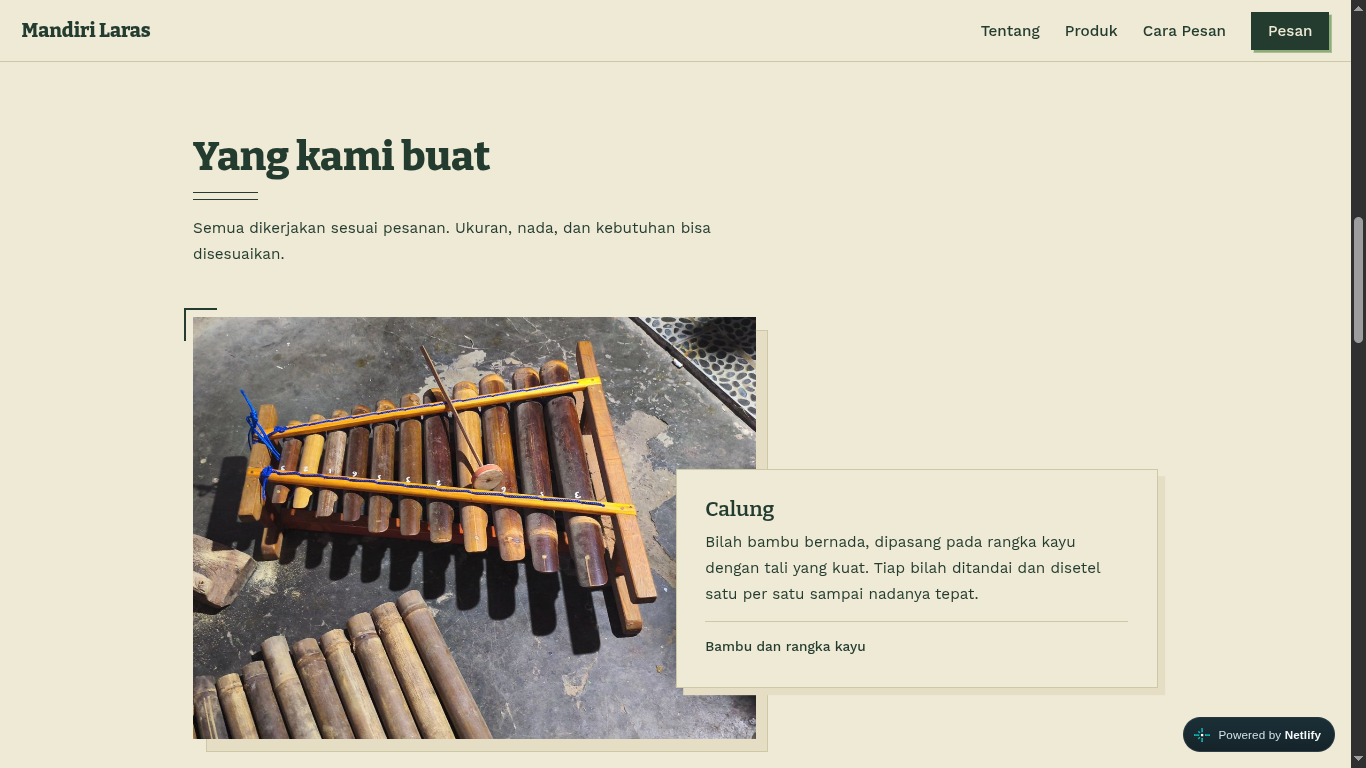 Mandiri Laras
Tentang
Produk
Cara Pesan
Pesan
Yang kami buat
Semua dikerjakan sesuai pesanan. Ukuran, nada, dan kebutuhan bisa
disesuaikan.
Calung
Bilah bambu bernada, dipasang pada rangka kayu
dengan tali yang kuat. Tiap bilah ditandai dan disetel
satu per satu sampai nadanya tepat.
Bambu dan rangka kayu
Powered by Netlify